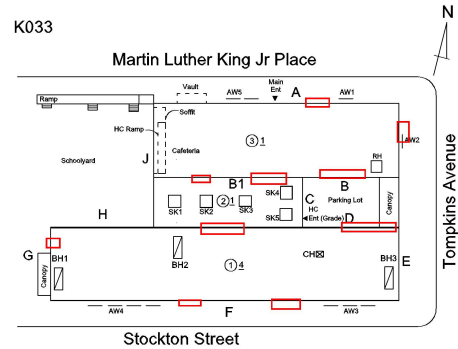 K033
N
Martin Luther King Jr Place
Vault
Main
Ent
AW5
A
AW1
Ramp
Soffit
HC Ramp
AW2
J
Cafeteria
3 1
RH
Schoolyard
B1
B
SK4
C
Parking Lot
Canopy
SK1
SK2
2 1
SK3
SK5
HC
Ent (Grade)
D
H
G
Canopy
BH1
BH2
1 4
CH
BH3
E
AW4
F
AW3
Stockton Street
Tompkins Avenue